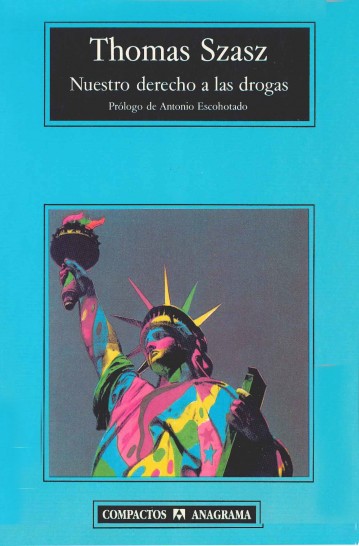 Thomas Szasz
Nuestro derecho a las drogas
Prólogo de Antonio Escohotado
COMPACTOS ANAGRAMA